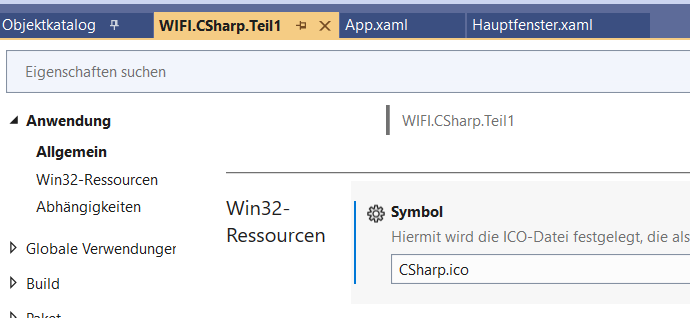 Objektkatalog WIFI.CSharp.Teil1 App.xaml Hauptfenster.xaml
Eigenschaften suchen
Anwendung
Allgemein
Win32-Ressourcen
Abhängigkeiten
Globale Verwendunger
Build
WIFI.CSharp.Teil1
Win32-
Ressourcen
Symbol
Hiermit wird die ICO-Datei festgelegt, die als
CSharp.ico